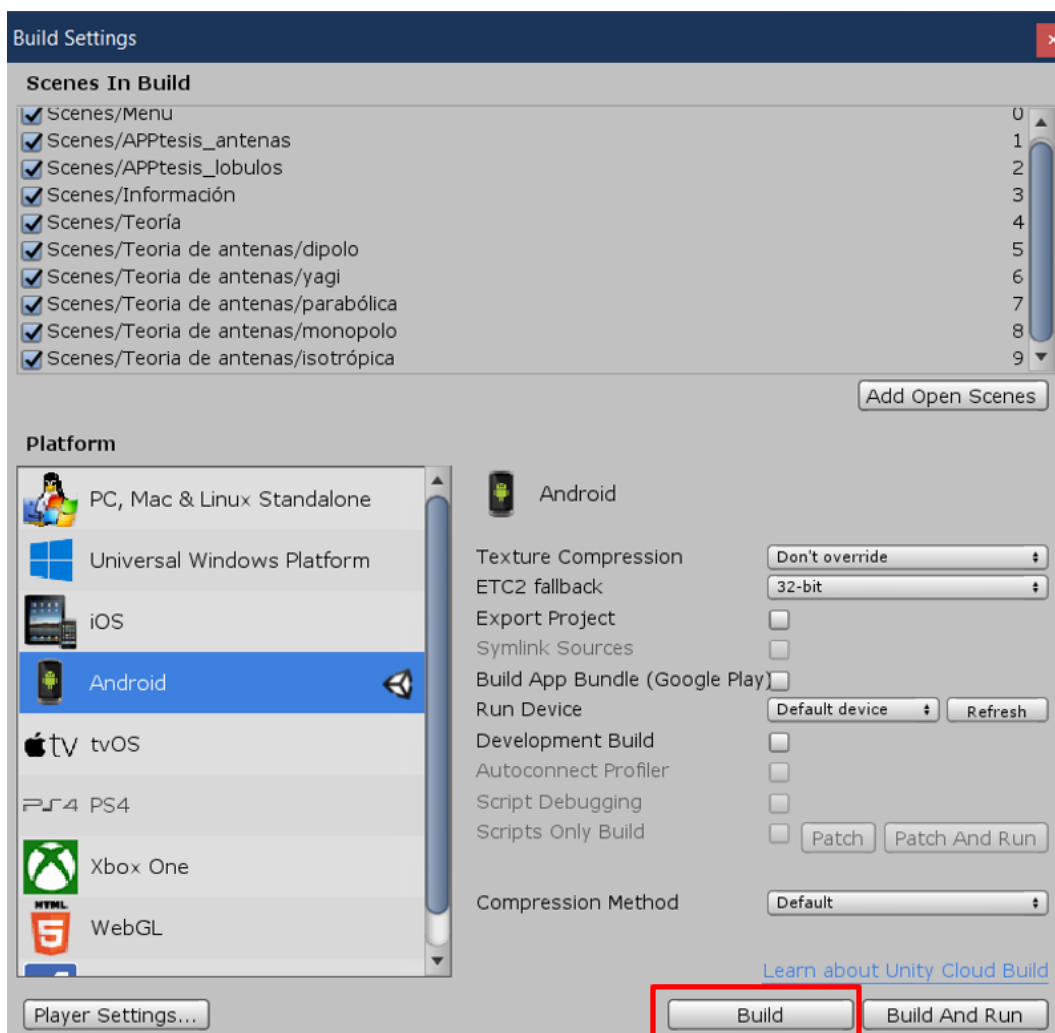 Build Settings
Scenes In Build
Scenes/Menu 0
Scenes/APPtesis_antenas 1
Scenes/APPtesis_lobulos 2
Scenes/Información 3
Scenes/Teoría 4
Scenes/Teoria de antenas/dipolo 5
Scenes/Teoria de antenas/yagi 6
Scenes/Teoria de antenas/parabólica 7
Scenes/Teoria de antenas/monopolo 8
Scenes/Teoria de antenas/isotrópica 9
Add Open Scenes
Platform
PC, Mac & Linux Standalone
Universal Windows Platform
iOS
Android
tv tvOS
PS4 PS4
Xbox One
HTML 5 WebGL
Android
Texture Compression Don't override
ETC2 fallback 32-bit
Export Project
Symlink Sources
Build App Bundle (Google Play)
Run Device Default device Refresh
Development Build
Autoconnect Profiler
Script Debugging
Scripts Only Build Patch Patch And Run
Compression Method Default
Learn about Unity Cloud Build
Player Settings... Build Build And Run